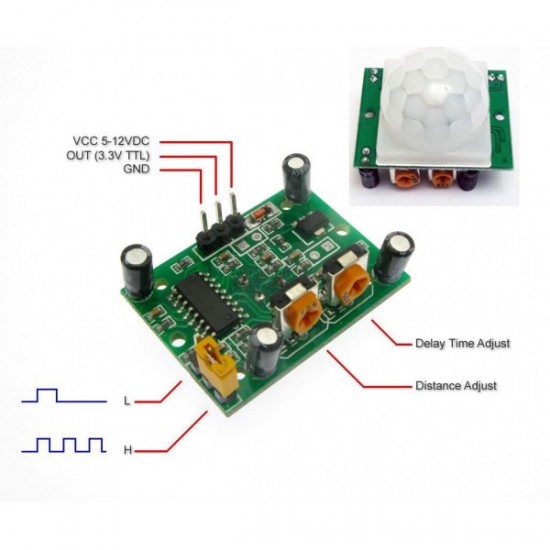 VCC 5-12VDC
OUT (3.3V TTL)
GND
Delay Time Adjust
Distance Adjust
L
H